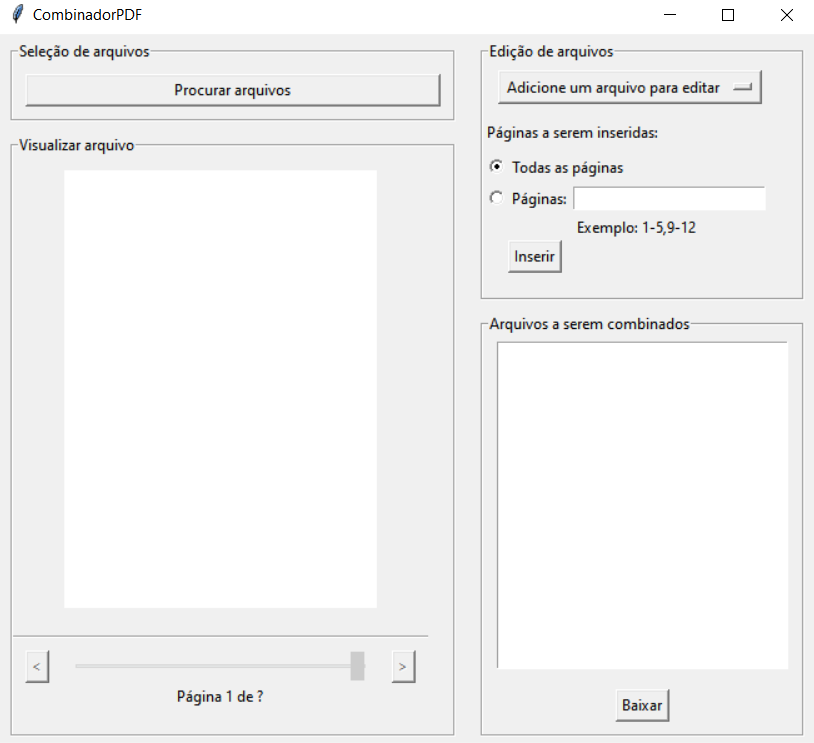 CombinadorPDF
Seleção de arquivos
Procurar arquivos
Visualizar arquivo
<
>
Página 1 de ?
Edição de arquivos
Adicione um arquivo para editar
Páginas a serem inseridas:
Todas as páginas
Páginas:
Exemplo: 1-5,9-12
Inserir
Arquivos a serem combinados
Baixar